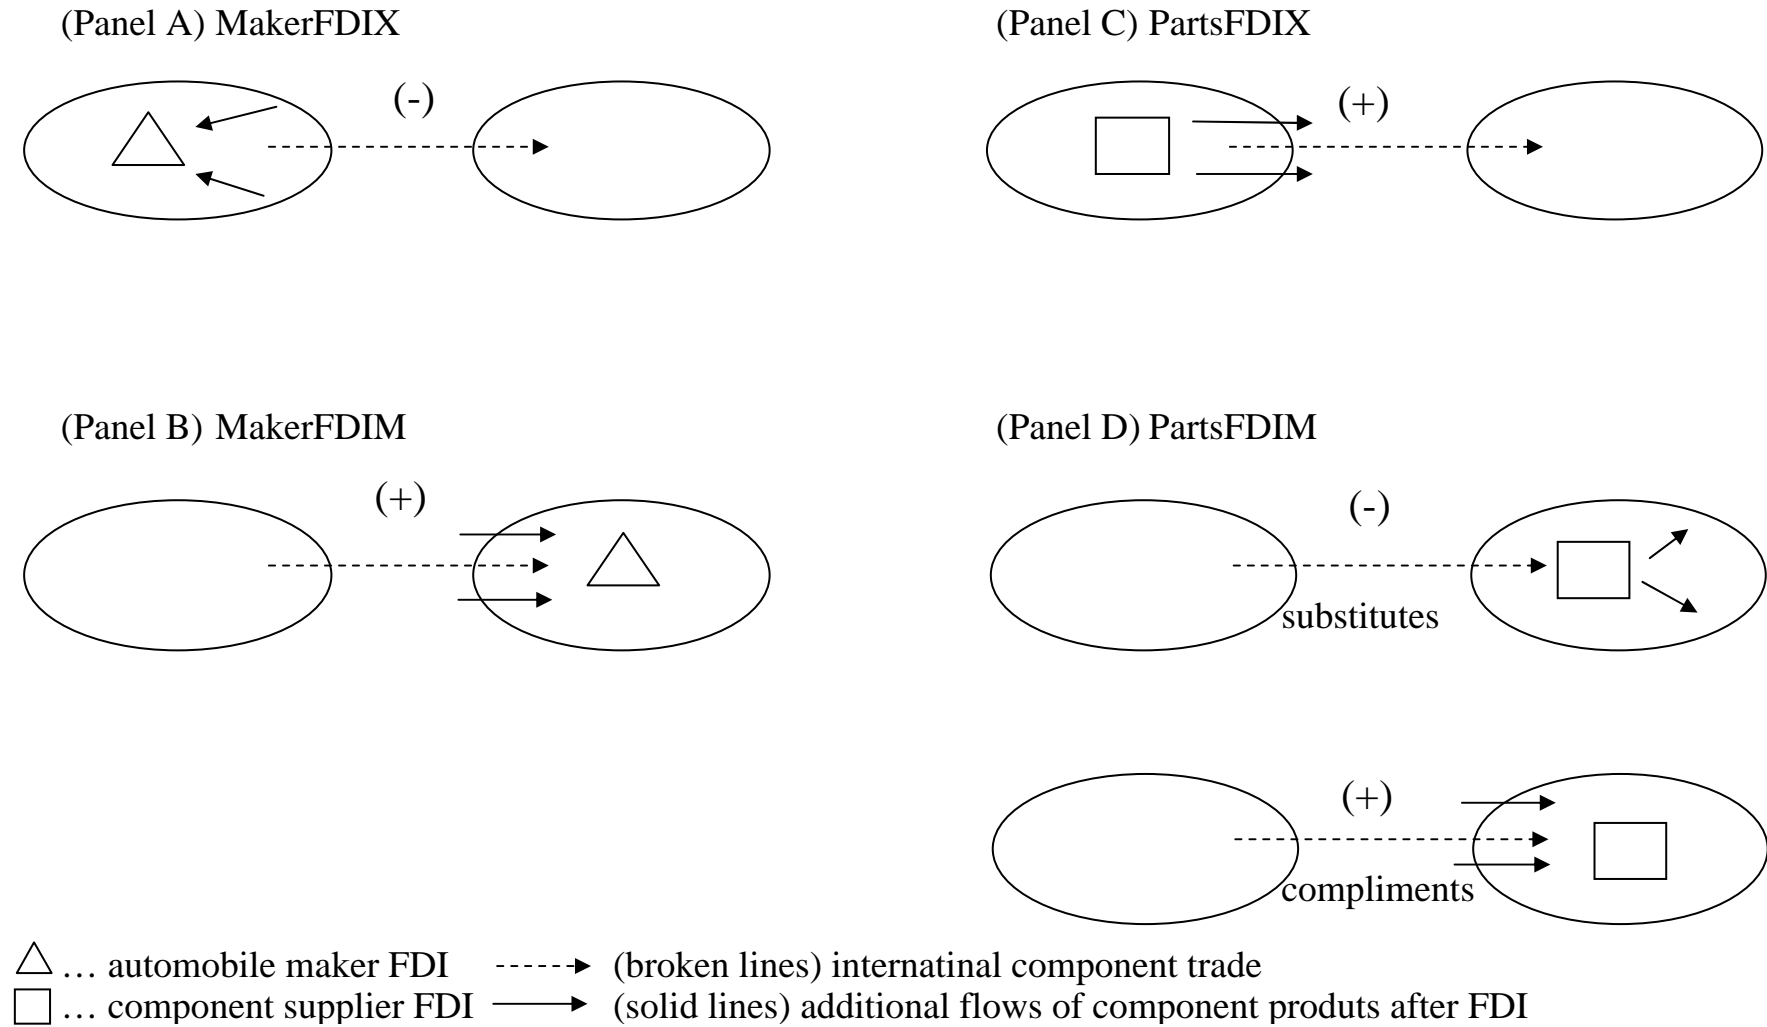 (Panel A) MakerFDIX
(-)
(Panel C) PartsFDIX
(+)
(Panel B) MakerFDIM
(+)
(Panel D) PartsFDIM
(-)
substitutes
(+)
compliments
… automobile maker FDI (broken lines) internatinal component trade
… component supplier FDI (solid lines) additional flows of component produts after FDI